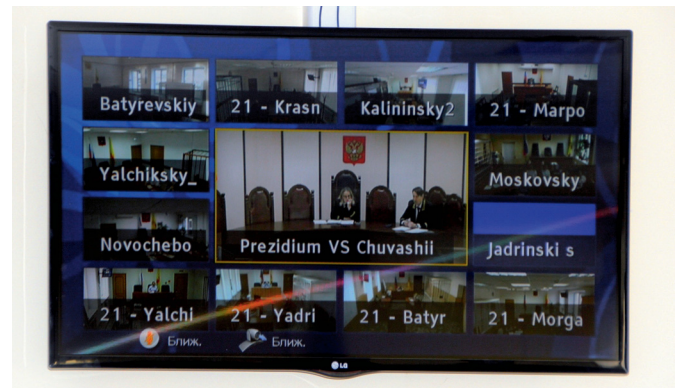 Batyrevskiy
21 - Krasn
Kalininsky2
21 - Marpo
Yalchiksky_
Moskovsky
Novochebo
Prezidium VS Chuvashii
Jadrinski s
21 - Yalchi
21 - Yadri
21 - Batyr
21 - Morga
Ближ.
Ближ.
LG